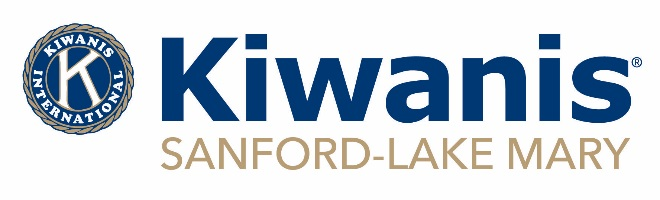 KIWANIS
K
INTERNATIONAL
Kiwanis®
SANFORD-LAKE MARY